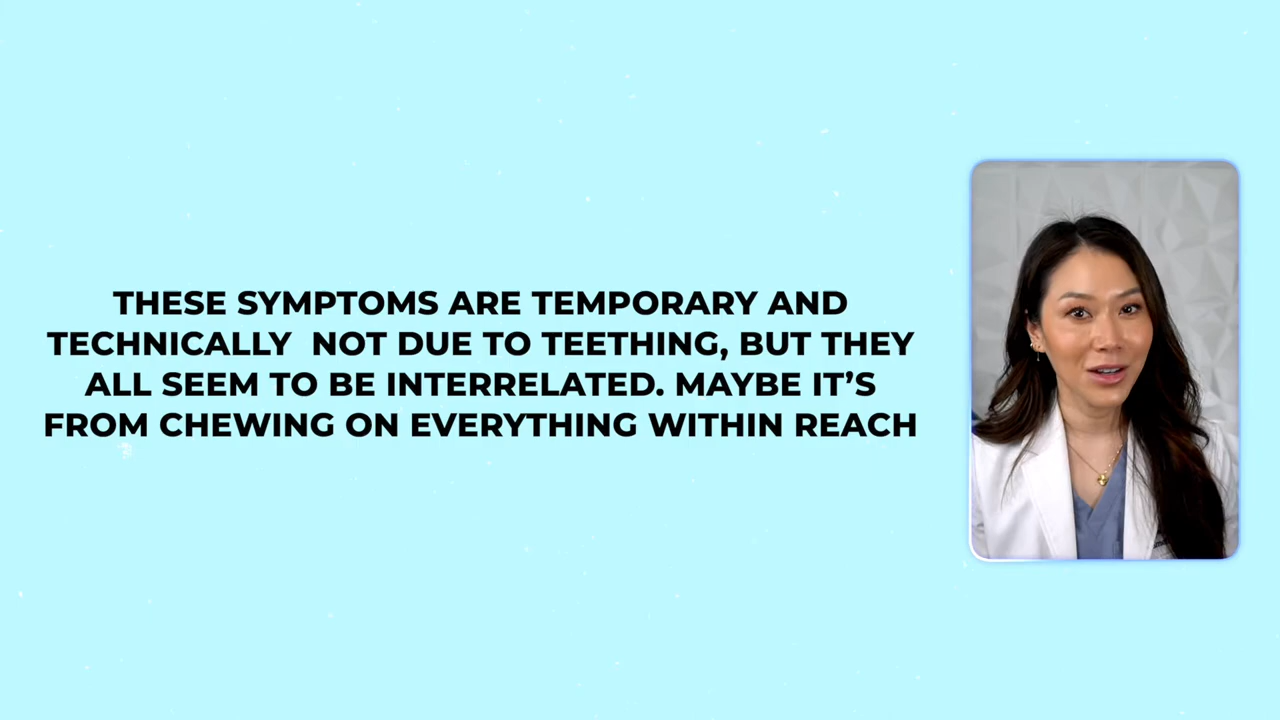 THESE SYMPTOMS ARE TEMPORARY AND
TECHNICALLY  NOT DUE TO TEETHING, BUT THEY
ALL SEEM TO BE INTERRELATED. MAYBE IT’S
FROM CHEWING ON EVERYTHING WITHIN REACH